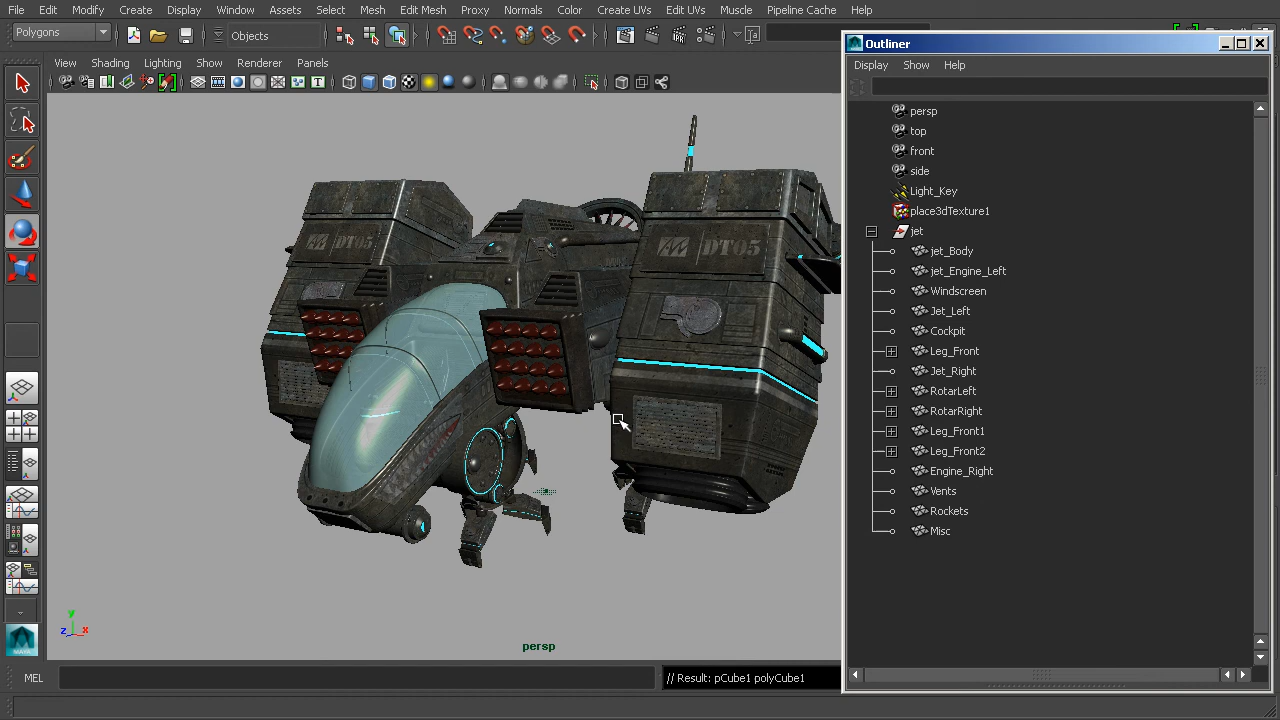 File Edit Modify Create Display Window Assets Select Mesh Edit Mesh Proxy Normals Color Create UVs Edit UVs Muscle Pipeline Cache Help
Polygons
Objects
View Shading Lighting Show Renderer Panels
Outliner
Display Show Help
persp
top
front
side
Light_Key
place3dTexture1
jet
jet_Body
jet_Engine_Left
Windscreen
Jet_Left
Cockpit
Leg_Front
Jet_Right
RotarLeft
RotarRight
Leg_Front1
Leg_Front2
Engine_Right
Vents
Rockets
Misc
DT05
DT05
y
z x
persp
MEL
// Result: pCube1 polyCube1